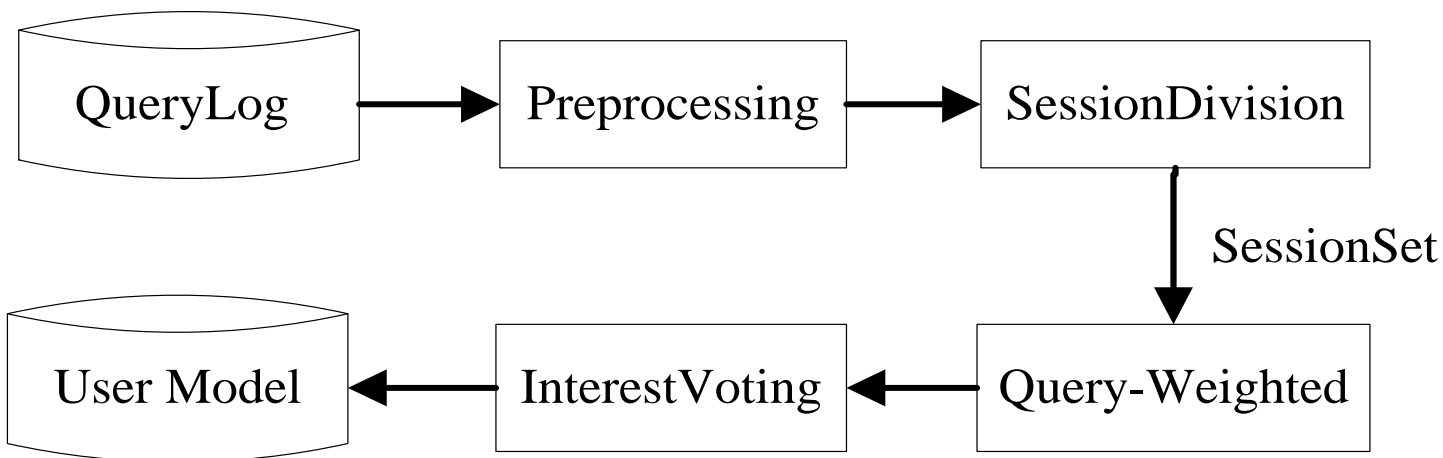 QueryLog
Preprocessing
SessionDivision
SessionSet
User Model
InterestVoting
Query-Weighted